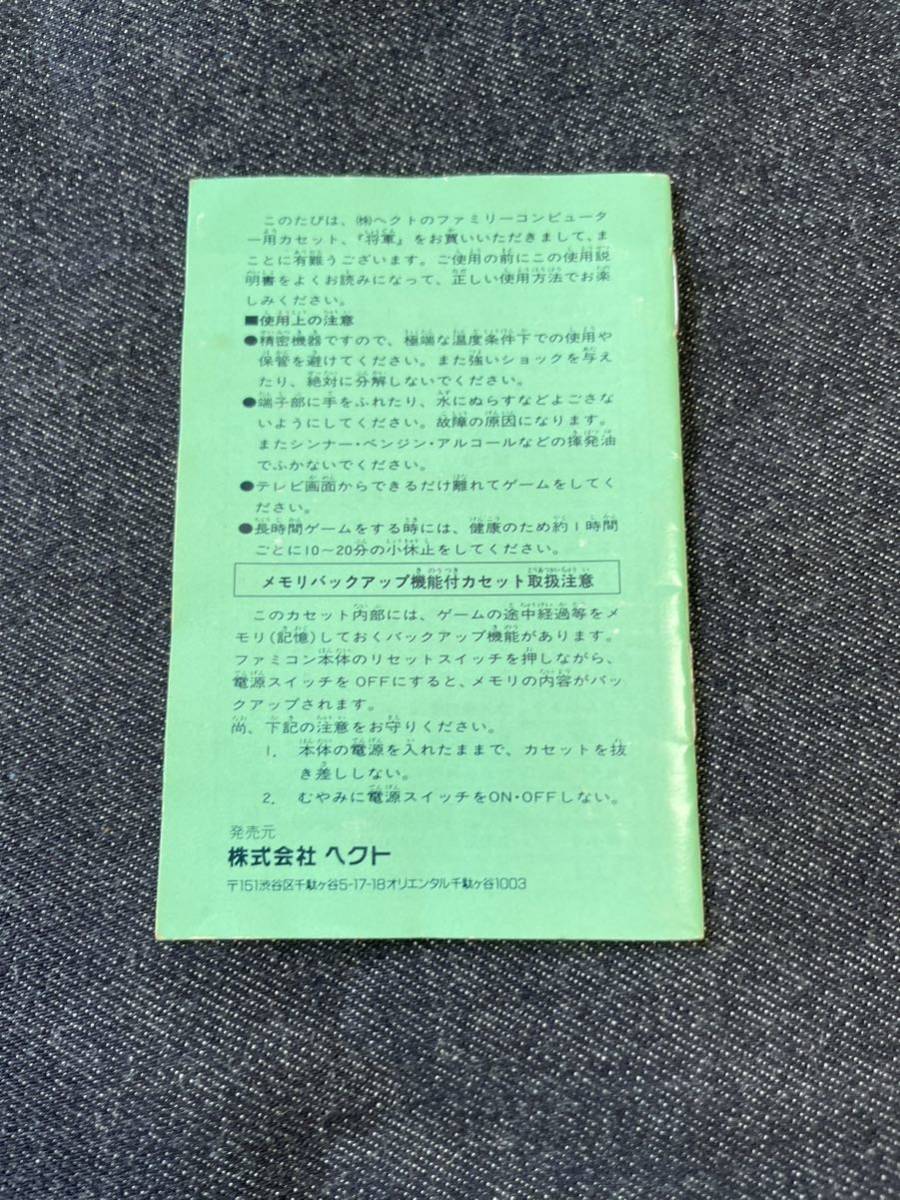 このたびは、㈱ヘクトのファミリーコンピュータ
ー用カセット、『将軍』をお買いいただきまして、ま
ことに有難うございます。ご使用の前にこの使用説
明書をよくお読みになって、正しい使用方法でお楽
しみください。
■使用上の注意
●精密機器ですので、極端な温度条件下での使用や
保管を避けてください。また強いショックを与え
たり、絶対に分解しないでください。
●端子部に手をふれたり、水にぬらすなどよごさな
いようにしてください。故障の原因になります。
またシンナー・ベンジン・アルコールなどの揮発油
でふかないでください。
●テレビ画面からできるだけ離れてゲームをしてく
ださい。
●長時間ゲームをする時には、健康のため約1時間
ごとに10〜20分の小休止をしてください。
メモリバックアップ機能付カセット取扱注意
このカセット内部には、ゲームの途中経過等をメ
モリ(記憶)しておくバックアップ機能があります。
ファミコン本体のリセットスイッチを押しながら、
電源スイッチをOFFにすると、メモリの内容がバッ
クアップされます。
尚、下記の注意をお守りください。
1. 本体の電源を入れたままで、カセットを抜
き差ししない。
2. むやみに電源スイッチをON・OFFしない。
発売元
株式会社 ヘクト
〒151渋谷区千駄ヶ谷5-17-18オリエンタル千駄ヶ谷1003